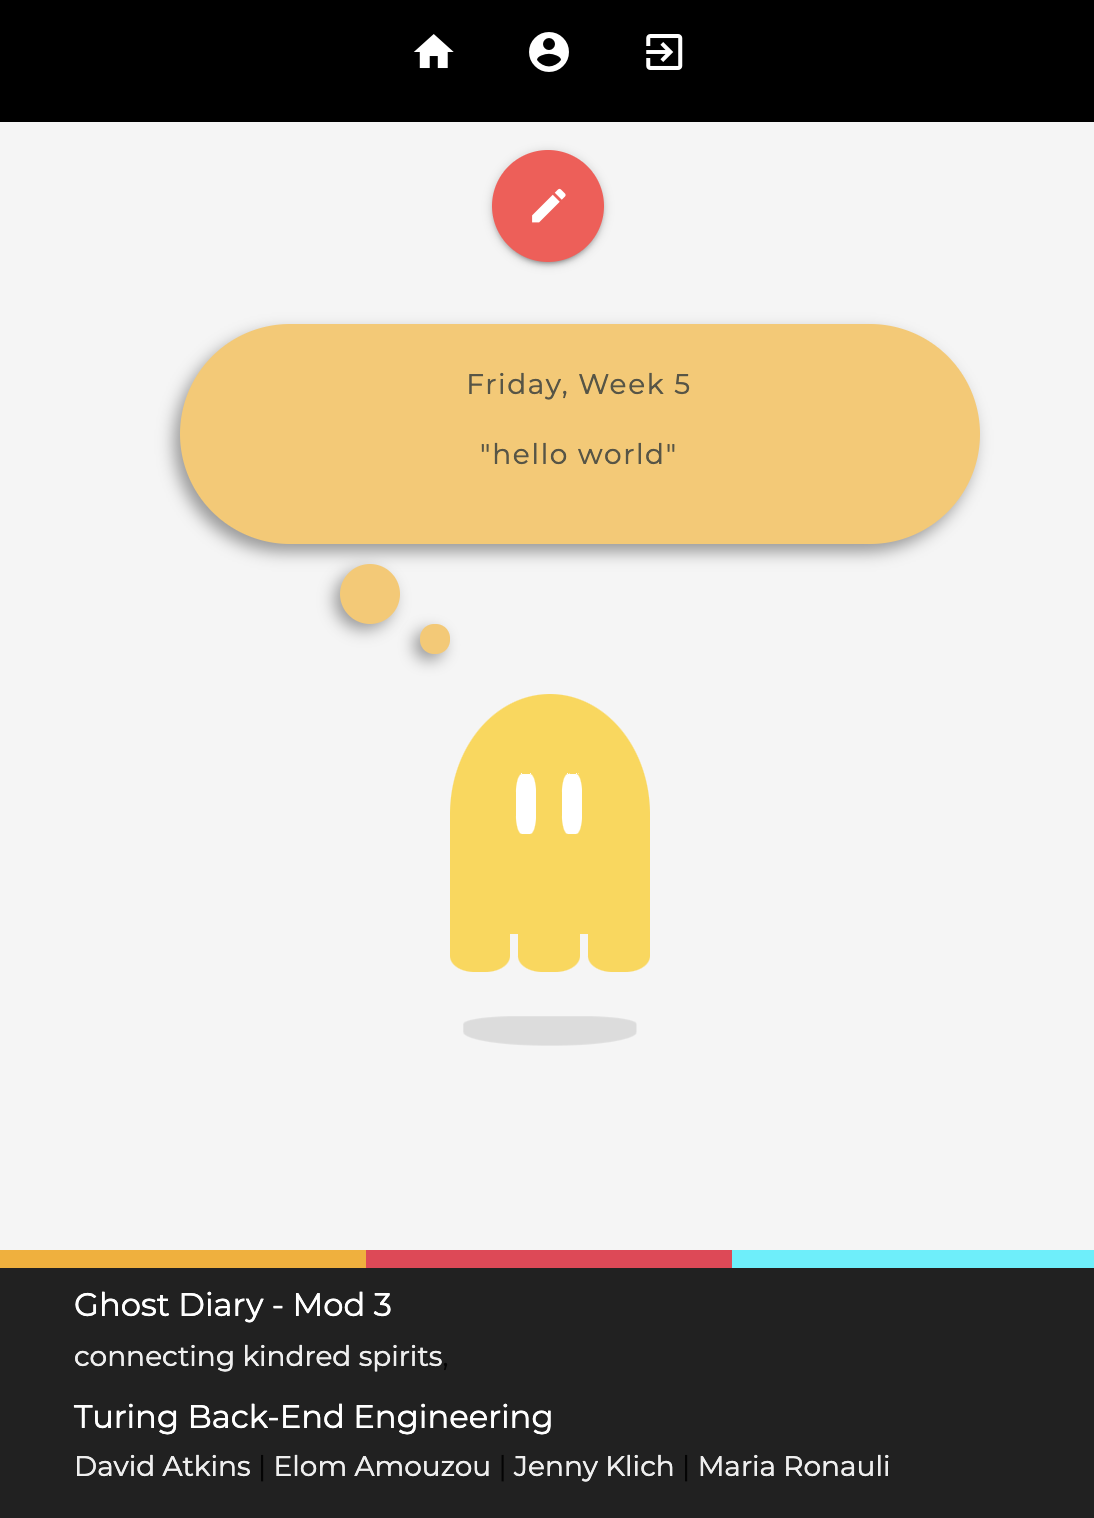 Friday, Week 5
"hello world"
Ghost Diary - Mod 3
connecting kindred spirits,
Turing Back-End Engineering
David Atkins | Elom Amouzou | Jenny Klich | Maria Ronauli